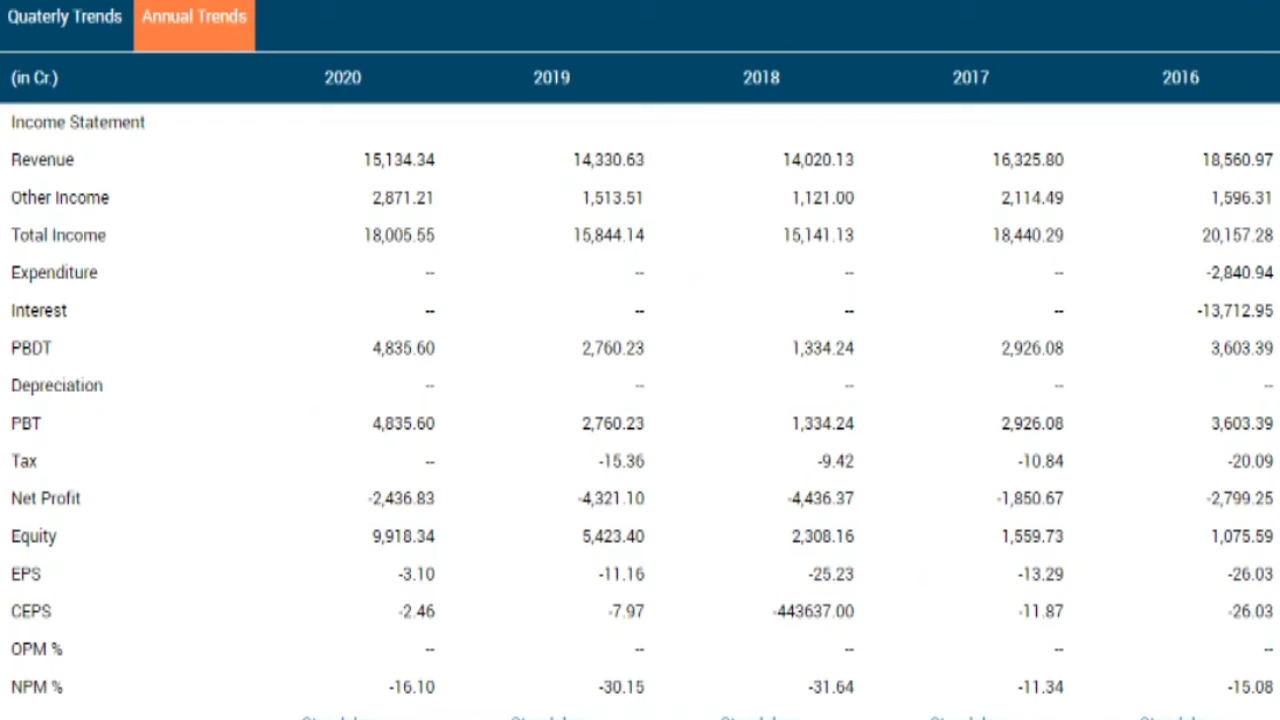 Quaterly Trends Annual Trends
(in Cr.) 2020 2019 2018 2017 2016
Income Statement
Revenue 15,134.34 14,330.63 14,020.13 16,325.80 18,560.97
Other Income 2,871.21 1,513.51 1,121.00 2,114.49 1,596.31
Total Income 18,005.55 15,844.14 15,141.13 18,440.29 20,157.28
Expenditure -- -- -- -- -2,840.94
Interest -- -- -- -- -13,712.95
PBDT 4,835.60 2,760.23 1,334.24 2,926.08 3,603.39
Depreciation -- -- -- -- --
PBT 4,835.60 2,760.23 1,334.24 2,926.08 3,603.39
Tax -- -15.36 -9.42 -10.84 -20.09
Net Profit -2,436.83 -4,321.10 -4,436.37 -1,850.67 -2,799.25
Equity 9,918.34 5,423.40 2,308.16 1,559.73 1,075.59
EPS -3.10 -11.16 -25.23 -13.29 -26.03
CEPS -2.46 -7.97 -443637.00 -11.87 -26.03
OPM % -- -- -- -- --
NPM % -16.10 -30.15 -31.64 -11.34 -15.08